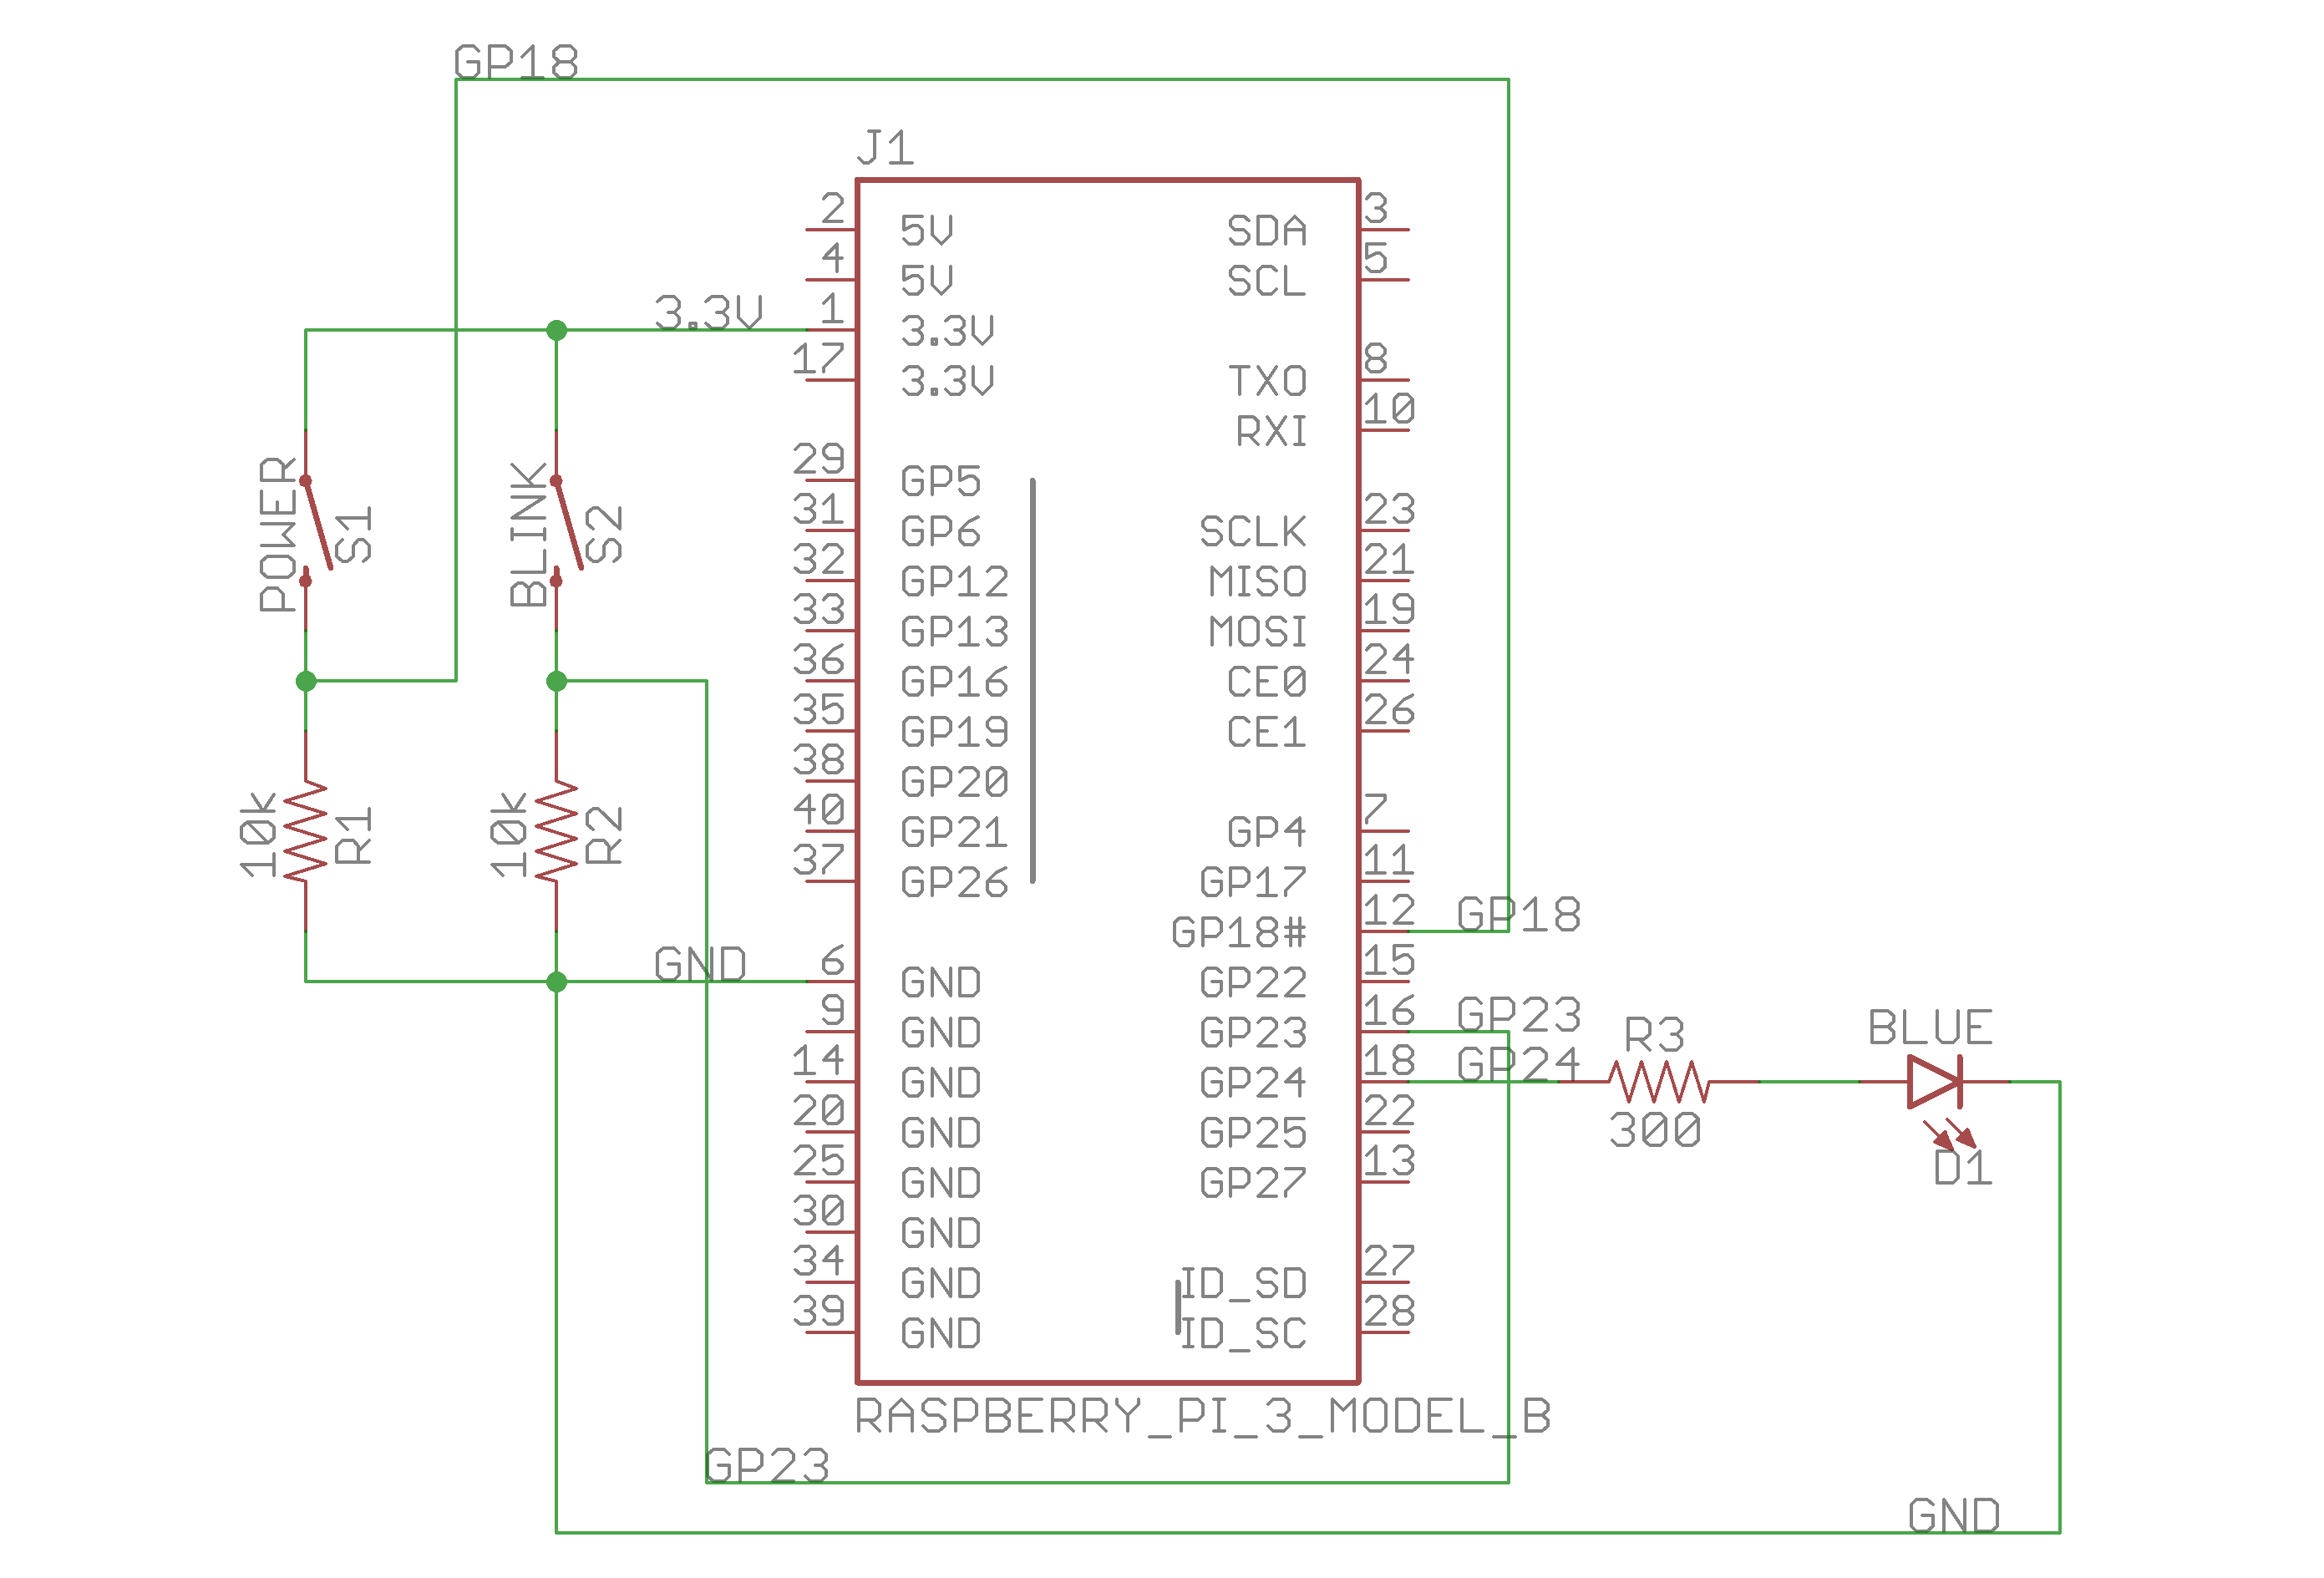 GP18
J1
2 5V SDA 3
4 5V SCL 5
3.3V 1 3.3V
17 3.3V TXO 8
RXI 10
POWER S1
BLINK S2
29 GP5
31 GP6 SCLK 23
32 GP12 MISO 21
33 GP13 MOSI 19
36 GP16 CE0 24
35 GP19 CE1 26
38 GP20
40 GP21 GP4 7
37 GP26 GP17 11
10k R1
10k R2
GP18# 12 GP18
GND 6 GND GP22 15
9 GND GP23 16 GP23
14 GND GP24 18 GP24
R3
300
BLUE
D1
20 GND GP25 22
25 GND GP27 13
30 GND
34 GND ID_SD 27
39 GND ID_SC 28
RASPBERRY_PI_3_MODEL_B
GP23
GND